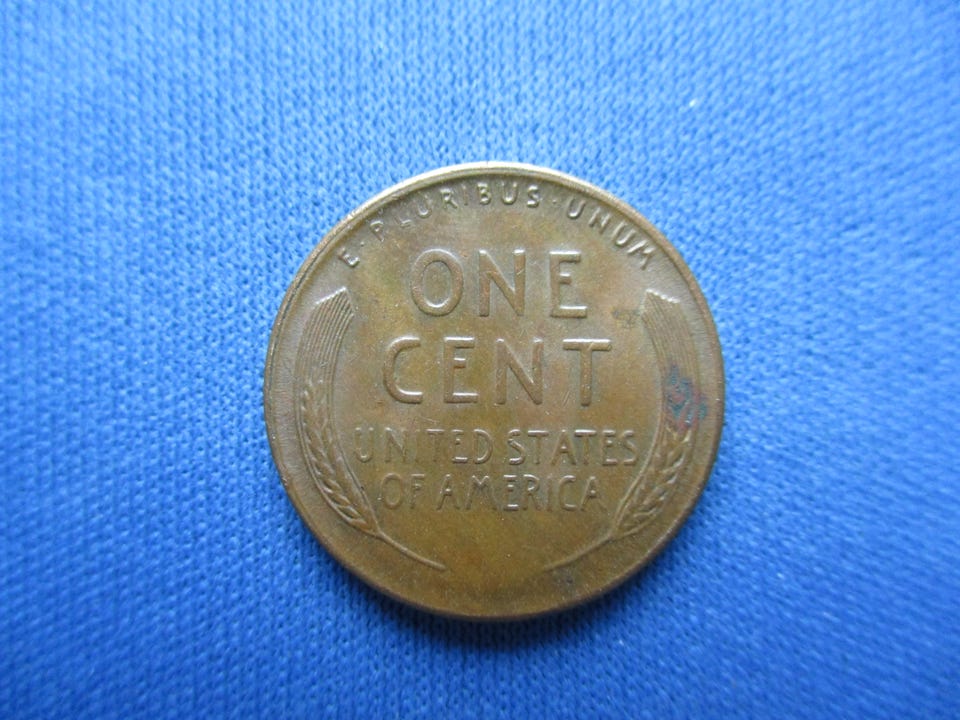 E · PLURIBUS · UNUM
ONE
CENT
UNITED STATES
OF AMERICA